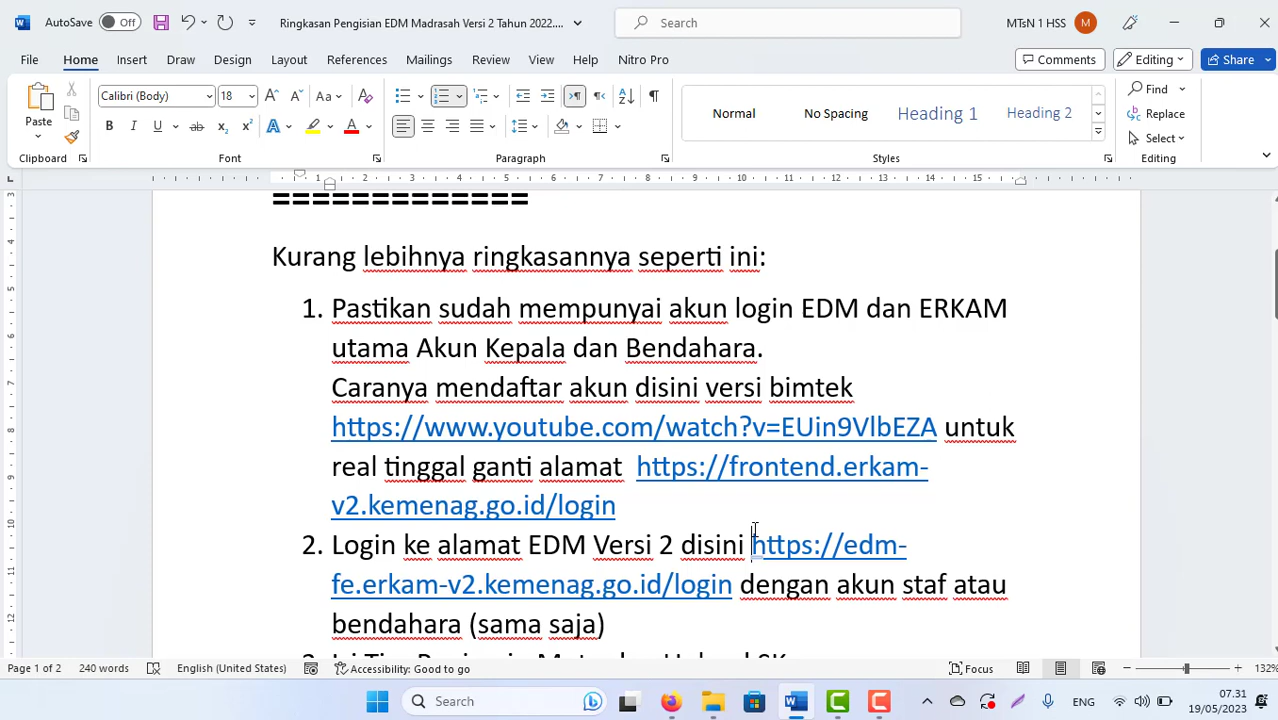 AutoSave Off Ringkasan Pengisian EDM Madrasah Versi 2 Tahun 2022.... Search MTsN 1 HSS M
File Home Insert Draw Design Layout References Mailings Review View Help Nitro Pro Comments Editing Share
Paste Calibri (Body) 18 Normal No Spacing Heading 1 Heading 2 Find
Replace
Select
Clipboard Font Paragraph Styles Editing
=============
Kurang lebihnya ringkasannya seperti ini:
1. Pastikan sudah mempunyai akun login EDM dan ERKAM
utama Akun Kepala dan Bendahara.
Caranya mendaftar akun disini versi bimtek
https://www.youtube.com/watch?v=EUin9VlbEZA untuk
real tinggal ganti alamat https://frontend.erkam-
v2.kemenag.go.id/login
2. Login ke alamat EDM Versi 2 disini https://edm-
fe.erkam-v2.kemenag.go.id/login dengan akun staf atau
bendahara (sama saja)
Page 1 of 2 240 words English (United States) Accessibility: Good to go Focus 132%
Search ENG 07.31
19/05/2023